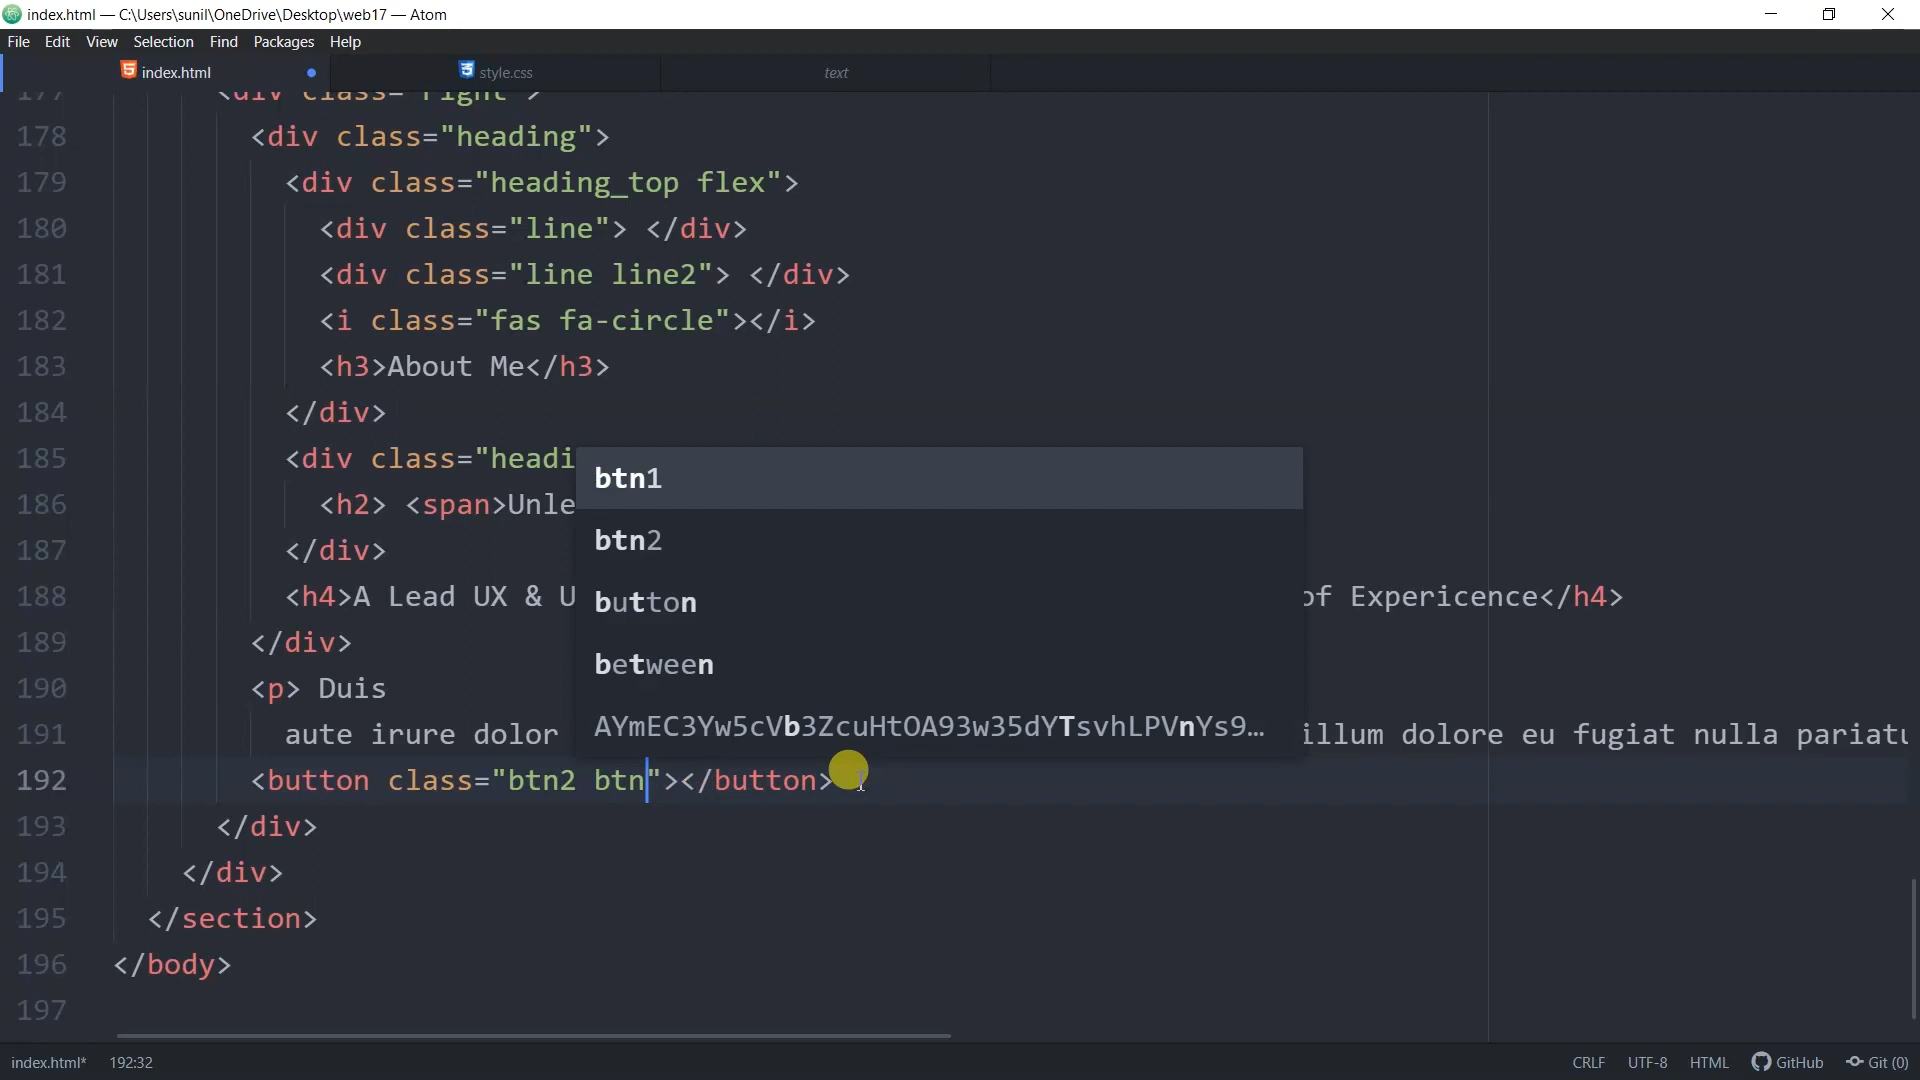 index.html — C:\Users\sunil\OneDrive\Desktop\web17 — Atom
File Edit View Selection Find Packages Help
index.html style.css text
177 <div class="right">
178 <div class="heading">
179 <div class="heading_top flex">
180 <div class="line"> </div>
181 <div class="line line2"> </div>
182 <i class="fas fa-circle"></i>
183 <h3>About Me</h3>
184 </div>
185 <div class="headi
186 <h2> <span>Unle
187 </div>
188 <h4>A Lead UX & U of Expericence</h4>
189 </div>
190 <p> Duis
191 aute irure dolor illum dolore eu fugiat nulla pariatu
btn1
btn2
button
between
AYmEC3Yw5cVb3ZcuHtOA93w35dYTsvhLPVnYs9…
192 <button class="btn2 btn"></button>
193 </div>
194 </div>
195 </section>
196 </body>
197
index.html* 192:32 CRLF UTF-8 HTML GitHub Git (0)